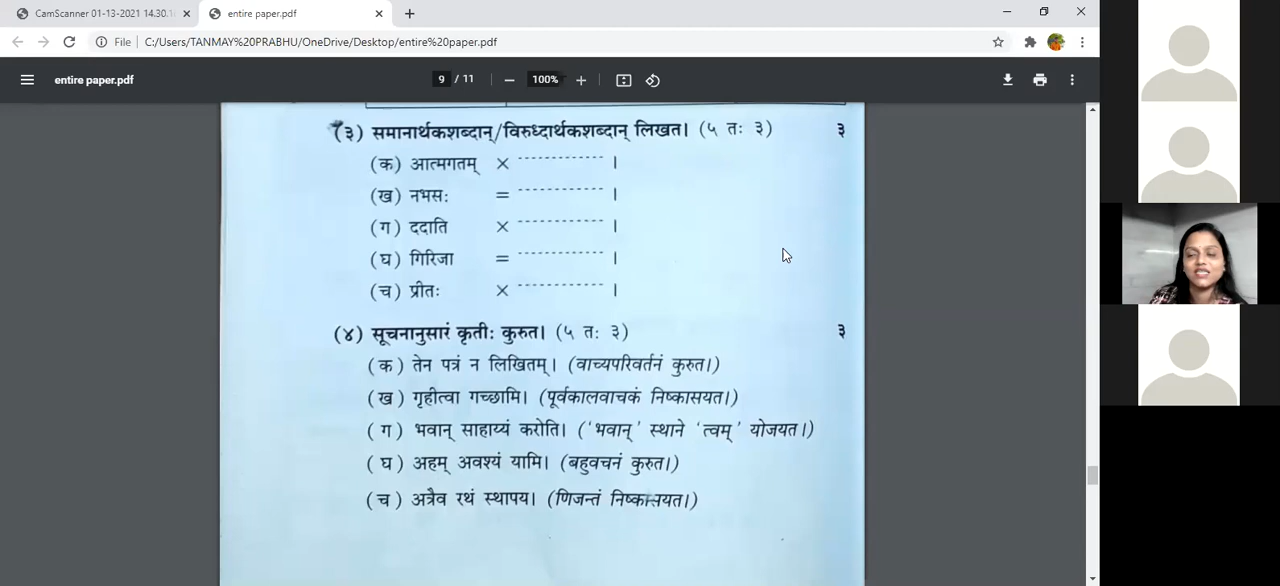 CamScanner 01-13-2021 14.30.1
entire paper.pdf
File C:/Users/TANMAY%20PRABHU/OneDrive/Desktop/entire%20paper.pdf
entire paper.pdf 9 / 11 100%
(३) समानार्थकशब्दान्/विरुध्दार्थकशब्दान् लिखत। (५ तः ३) ३
(क) आत्मगतम् × ------------ ।
(ख) नभसः = ------------ ।
(ग) ददाति × ------------ ।
(घ) गिरिजा = ------------ ।
(च) प्रीतः × ------------ ।
(४) सूचनानुसारं कृतीः कुरुत। (५ तः ३) ३
(क) तेन पत्रं न लिखितम्। (वाच्यपरिवर्तनं कुरुत।)
(ख) गृहीत्वा गच्छामि। (पूर्वकालवाचकं निष्कासयत।)
(ग) भवान् साहाय्यं करोति। ('भवान्' स्थाने 'त्वम्' योजयत।)
(घ) अहम् अवश्यं यामि। (बहुवचनं कुरुत।)
(च) अत्रैव रथं स्थापय। (णिजन्तं निष्कासयत।)